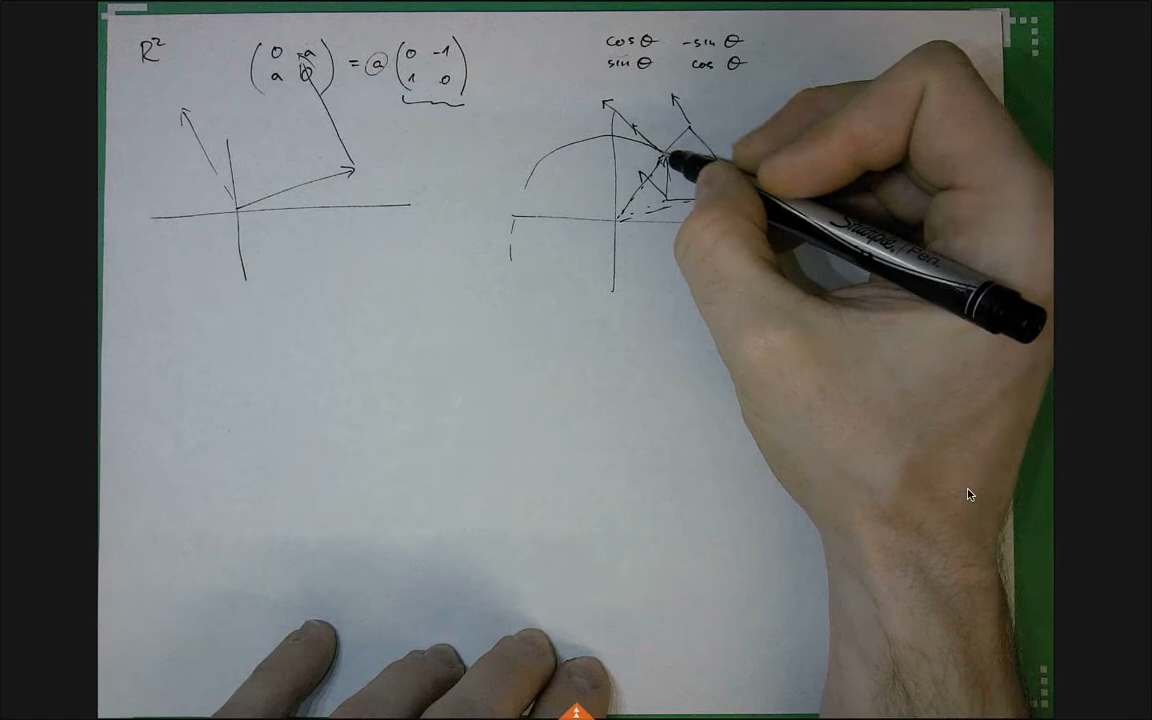 R²
( 0 -a ) = a ( 0 -1 )
( a 0 ) ( 1 0 )
cos θ -sin θ
sin θ cos θ
Sharpie Pen.